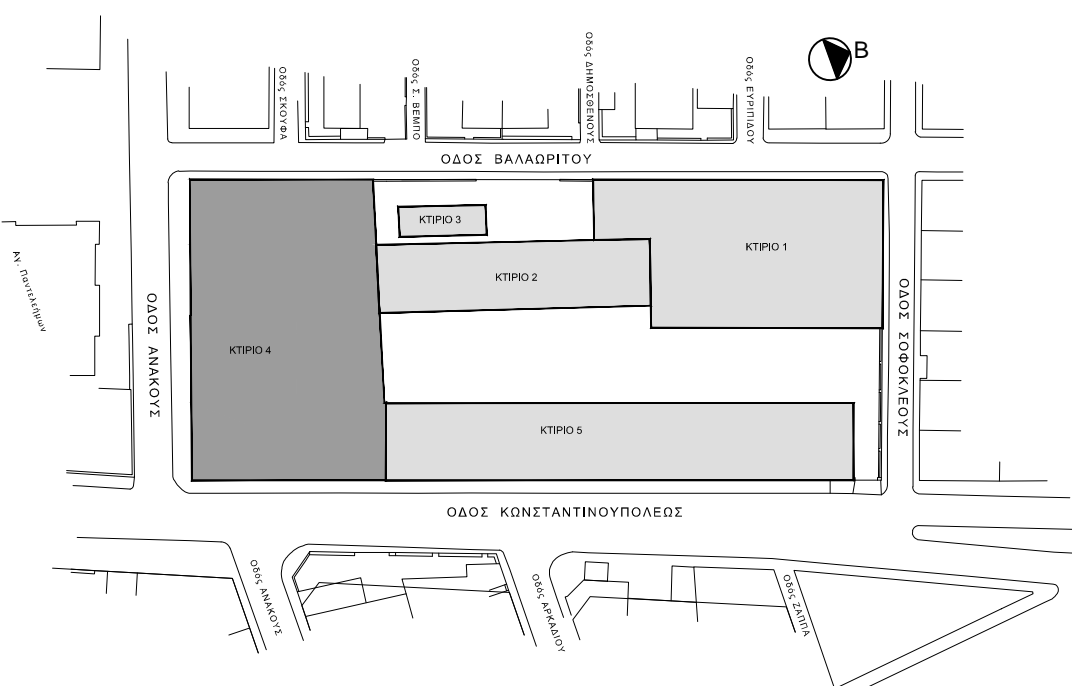 Β
Οδός ΣΚΟΥΦΑ
Οδός Σ. ΒΕΜΠΟ
Οδός ΔΗΜΟΣΘΕΝΟΥΣ
Οδός ΕΥΡΙΠΙΔΟΥ
ΟΔΟΣ ΒΑΛΑΩΡΙΤΟΥ
ΚΤΙΡΙΟ 3
ΚΤΙΡΙΟ 1
ΚΤΙΡΙΟ 2
Αγ. Παντελεήμων
ΟΔΟΣ ΑΝΑΚΟΥΣ
ΚΤΙΡΙΟ 4
ΟΔΟΣ ΣΟΦΟΚΛΕΟΥΣ
ΚΤΙΡΙΟ 5
ΟΔΟΣ ΚΩΝΣΤΑΝΤΙΝΟΥΠΟΛΕΩΣ
Οδός ΑΝΑΚΟΥΣ
Οδός ΑΡΚΑΔΙΟΥ
Οδός ΖΑΠΠΑ